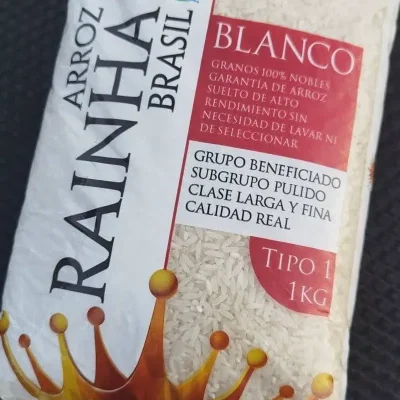 ARROZ
RAINHA
BRASIL
BLANCO
GRANOS 100% NOBLES
GARANTÍA DE ARROZ
SUELTO DE ALTO
RENDIMIENTO SIN
NECESIDAD DE LAVAR NI
DE SELECCIONAR
GRUPO BENEFICIADO
SUBGRUPO PULIDO
CLASE LARGA Y FINA
CALIDAD REAL
TIPO 1
1KG